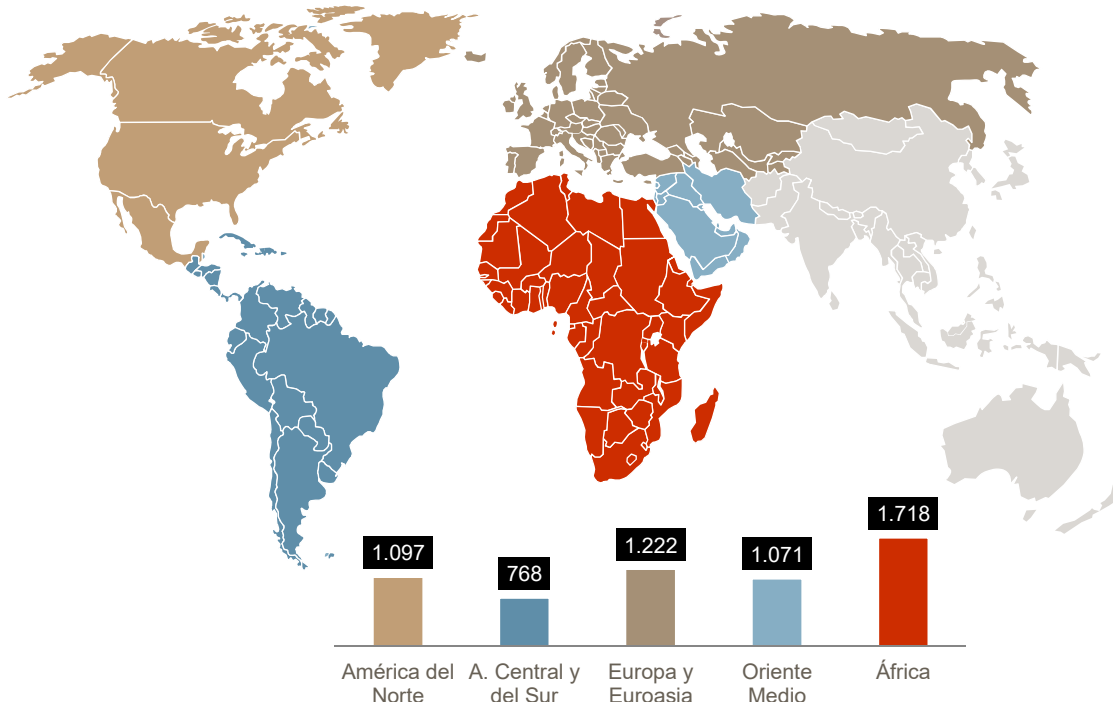 1.097
768
1.222
1.071
1.718
América del
Norte
A. Central y
del Sur
Europa y
Euroasia
Oriente
Medio
África